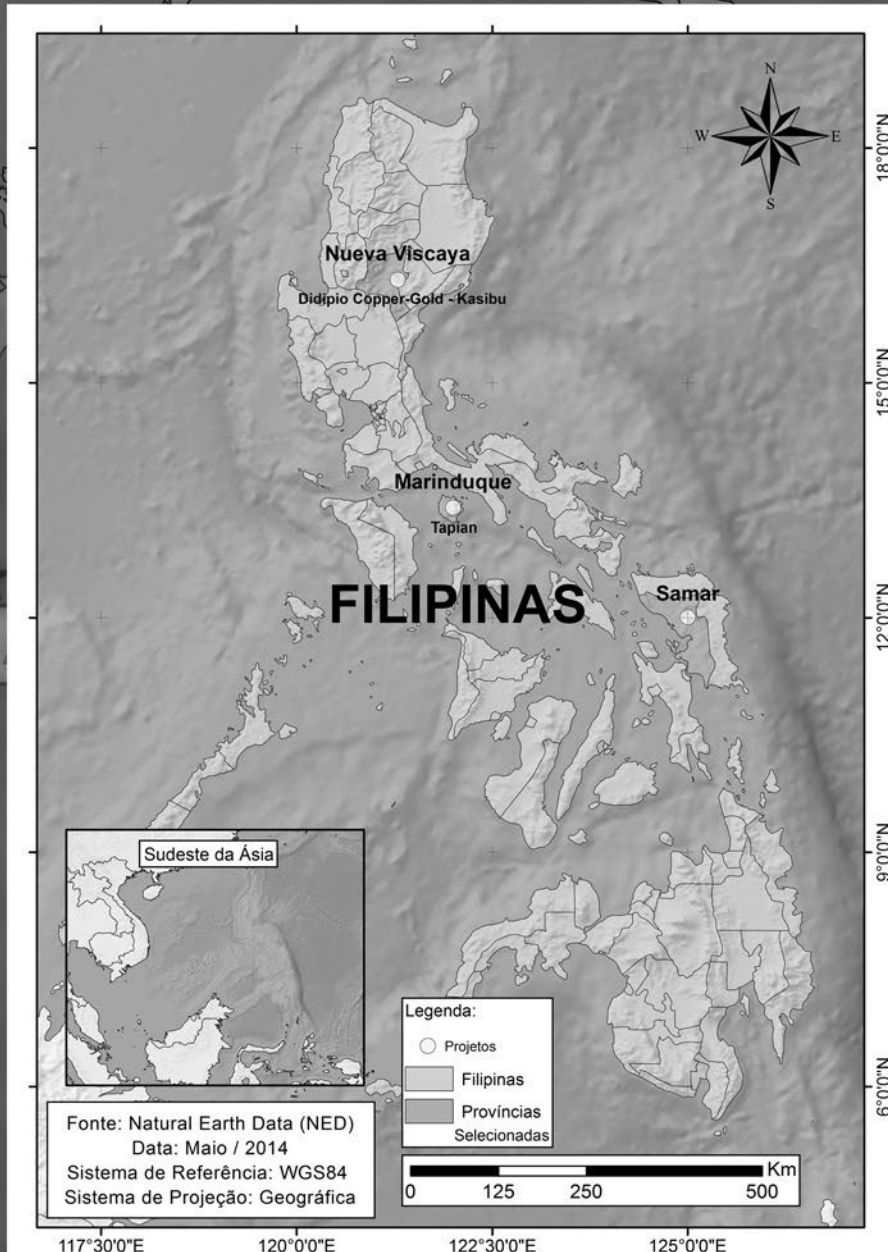 N
W E
S
18°0'0"N
Nueva Viscaya
Didipio Copper-Gold - Kasibu
15°0'0"N
Marinduque
Tapian
FILIPINAS
Samar
12°0'0"N
9°0'0"N
Sudeste da Ásia
Legenda:
Projetos
Filipinas
Províncias
Selecionadas
6°0'0"N
Fonte: Natural Earth Data (NED)
Data: Maio / 2014
Sistema de Referência: WGS84
Sistema de Projeção: Geográfica
Km
0 125 250 500
117°30'0"E 120°0'0"E 122°30'0"E 125°0'0"E